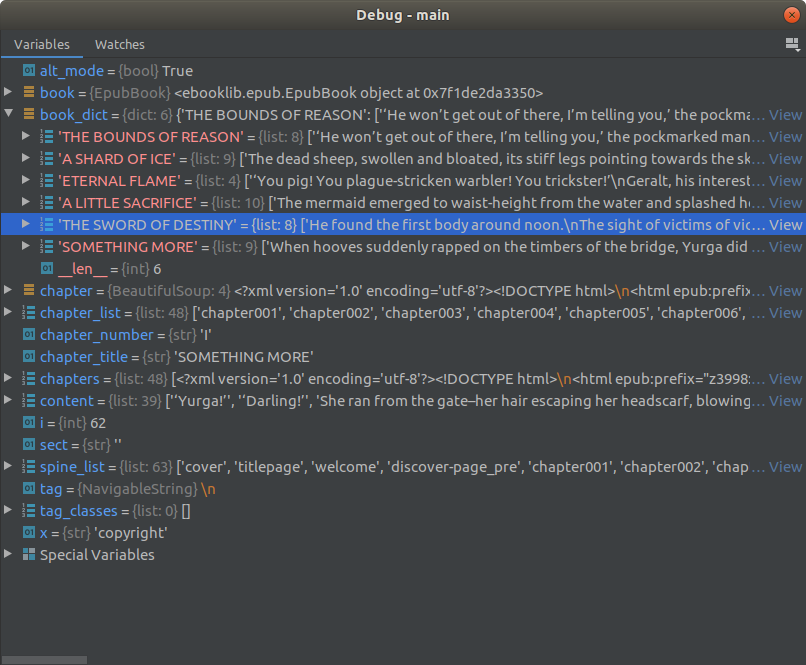 Debug - main
Variables Watches
alt_mode = {bool} True
book = {EpubBook} <ebooklib.epub.EpubBook object at 0x7f1de2da3350>
book_dict = {dict: 6} {'THE BOUNDS OF REASON': ['‘He won’t get out of there, I’m telling you,’ the pockma... View
'THE BOUNDS OF REASON' = {list: 8} ['‘He won’t get out of there, I’m telling you,’ the pockmarked man... View
'A SHARD OF ICE' = {list: 9} ['The dead sheep, swollen and bloated, its stiff legs pointing towards the sk... View
'ETERNAL FLAME' = {list: 4} ['‘You pig! You plague-stricken warbler! You trickster!’\nGeralt, his interest... View
'A LITTLE SACRIFICE' = {list: 10} ['The mermaid emerged to waist-height from the water and splashed he... View
'THE SWORD OF DESTINY' = {list: 8} ['He found the first body around noon.\nThe sight of victims of vic... View
'SOMETHING MORE' = {list: 9} ['When hooves suddenly rapped on the timbers of the bridge, Yurga did... View
__len__ = {int} 6
chapter = {BeautifulSoup: 4} <?xml version='1.0' encoding='utf-8'?><!DOCTYPE html>\n<html epub:prefix... View
chapter_list = {list: 48} ['chapter001', 'chapter002', 'chapter003', 'chapter004', 'chapter005', 'chapter006', ... View
chapter_number = {str} 'I'
chapter_title = {str} 'SOMETHING MORE'
chapters = {list: 48} [<?xml version='1.0' encoding='utf-8'?><!DOCTYPE html>\n<html epub:prefix="z3998:... View
content = {list: 39} ['‘Yurga!’', '‘Darling!’', 'She ran from the gate–her hair escaping her headscarf, blowing... View
i = {int} 62
sect = {str} ''
spine_list = {list: 63} ['cover', 'titlepage', 'welcome', 'discover-page_pre', 'chapter001', 'chapter002', 'chap... View
tag = {NavigableString} \n
tag_classes = {list: 0} []
x = {str} 'copyright'
Special Variables